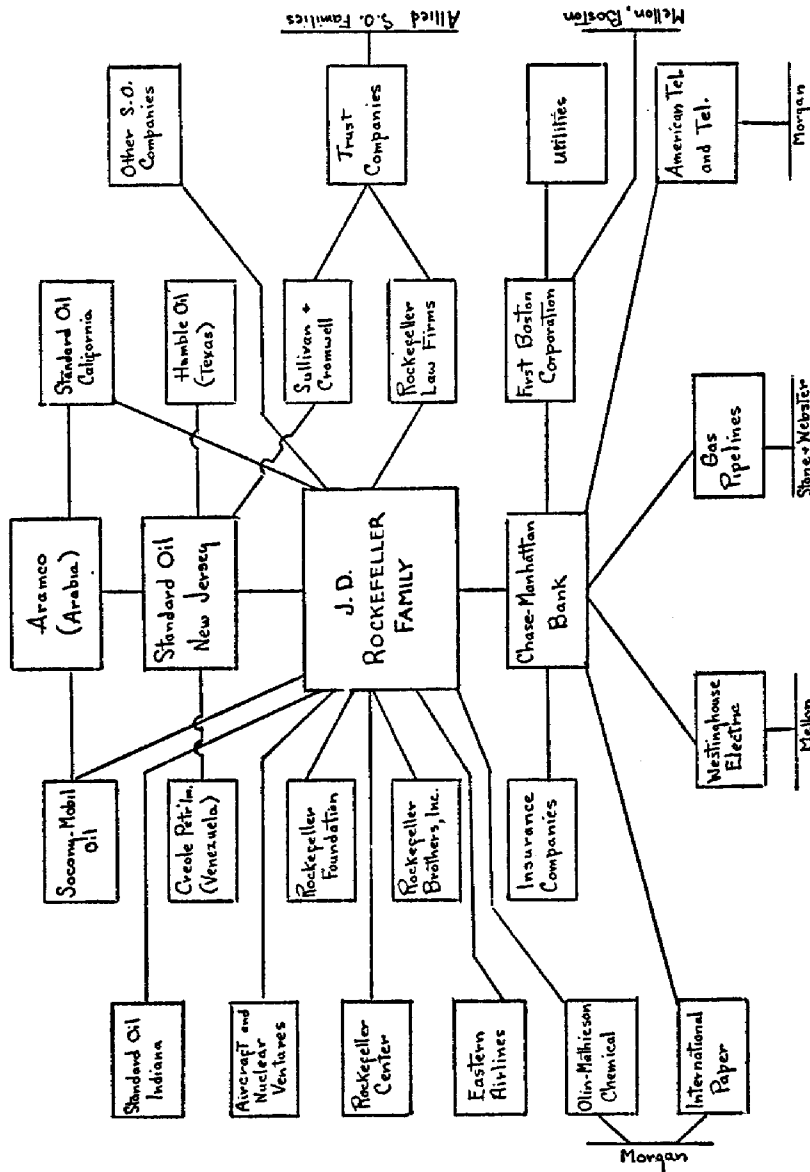 Aramco
(Arabia)
Socony-Mobil
Oil
Standard Oil
California
Other S.O.
Companies
Standard Oil
Indiana
Creole Petr'lm.
(Venezuela)
Standard Oil
New Jersey
Humble Oil
(Texas)
Aircraft and
Nuclear
Ventures
Rockefeller
Foundation
J. D.
ROCKEFELLER
FAMILY
Sullivan +
Cromwell
Trust
Companies
Allied S.O. Families
Rockefeller
Center
Rockefeller
Brothers, Inc.
Rockefeller
Law Firms
Eastern
Airlines
Insurance
Companies
Chase-Manhattan
Bank
First Boston
Corporation
Utilities
Mellon, Boston
Olin-Mathieson
Chemical
International
Paper
Morgan
Westinghouse
Electric
Mellon
Gas
Pipelines
Stone + Webster
American Tel.
and Tel.
Morgan